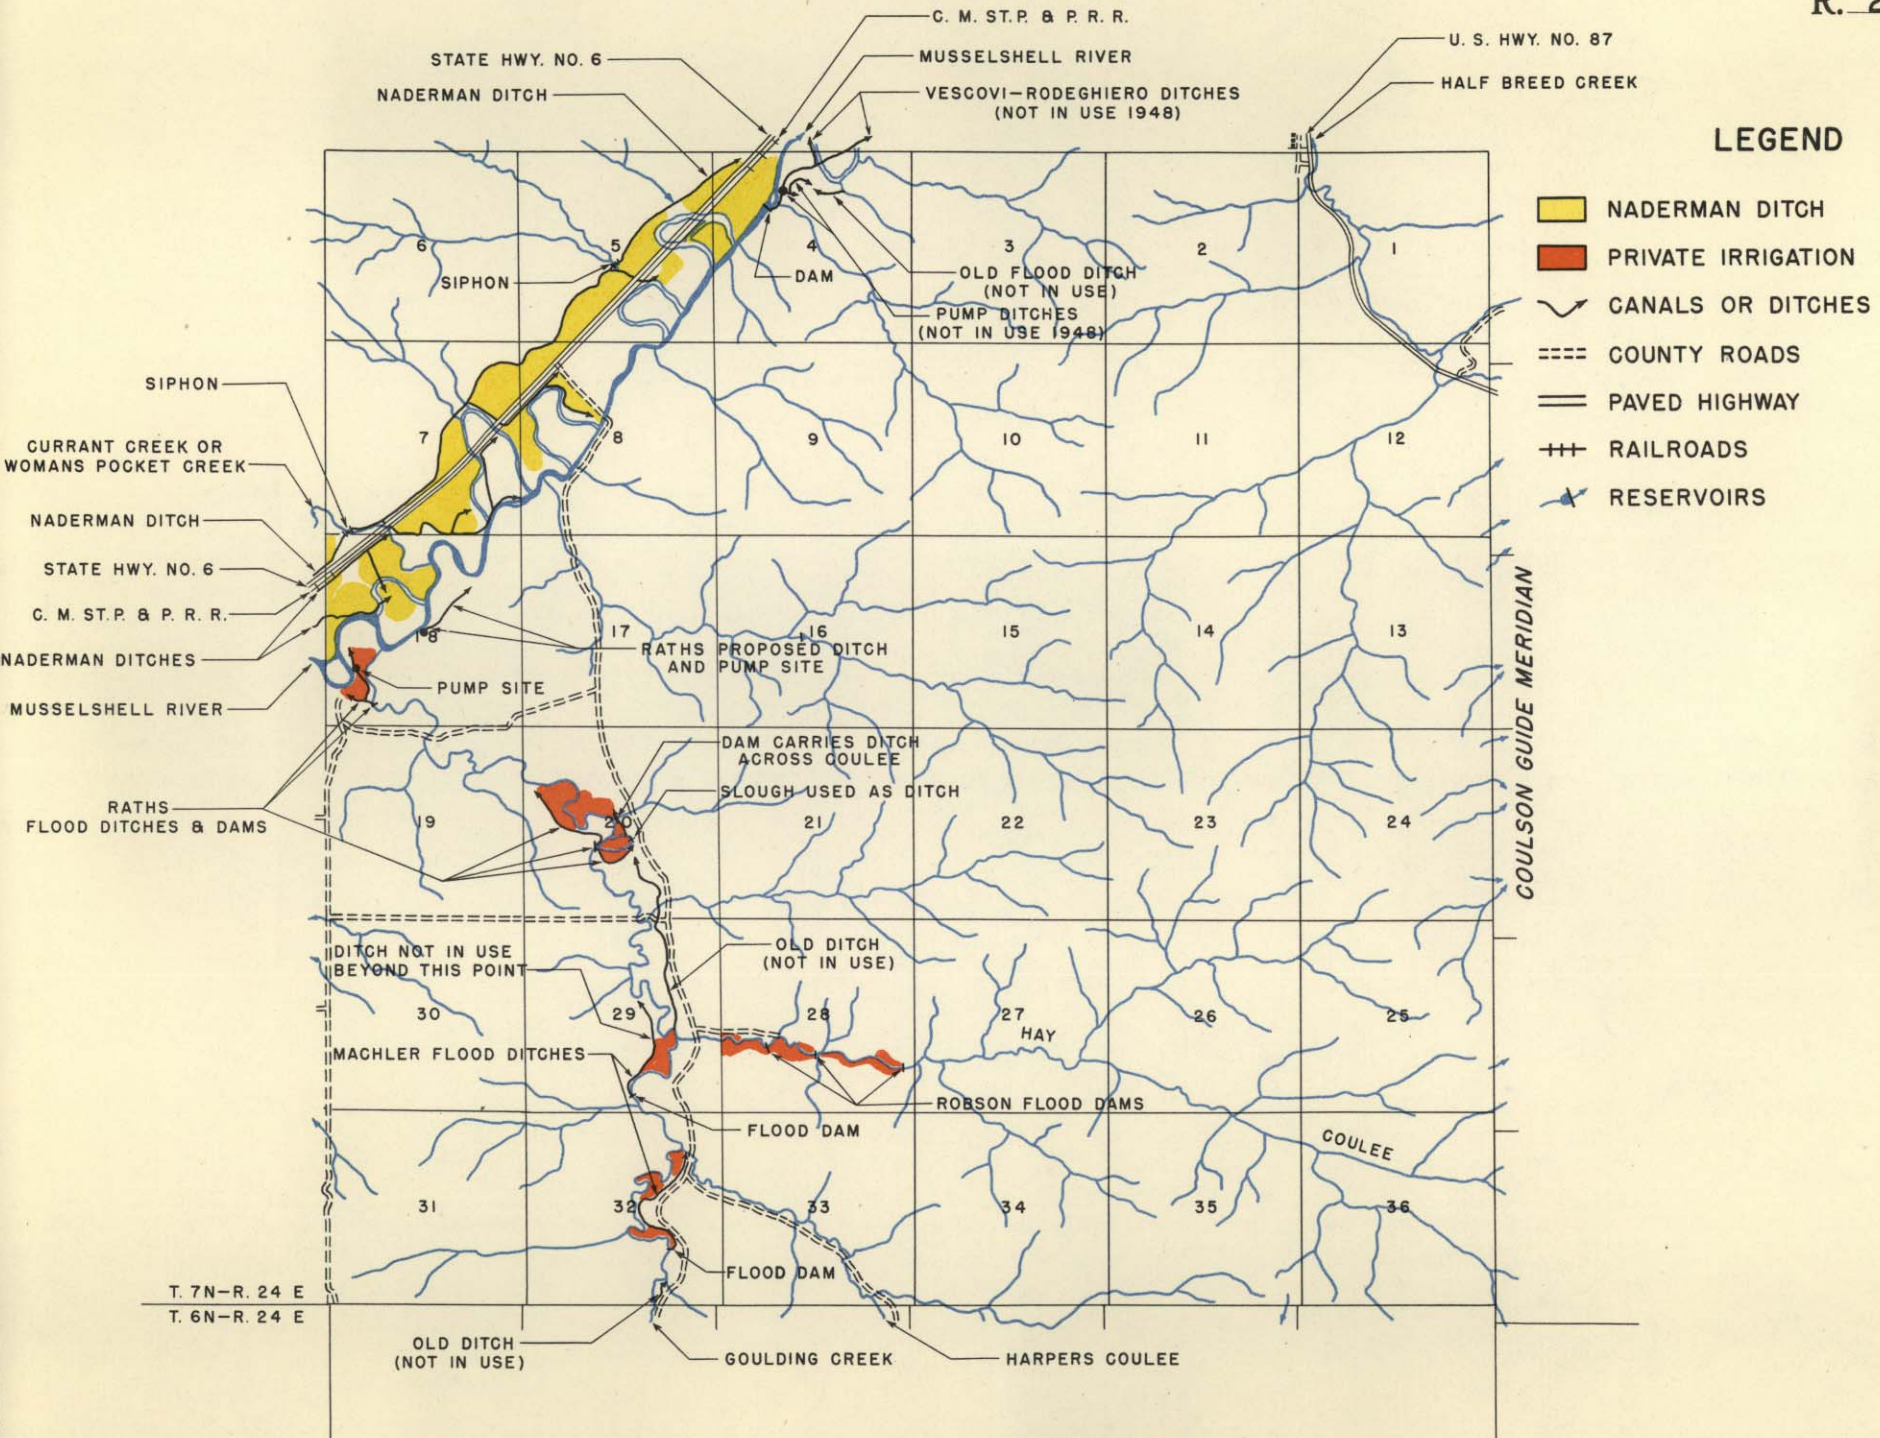 R. 2
C. M. ST. P. & P. R. R.
STATE HWY. NO. 6
MUSSELSHELL RIVER
NADERMAN DITCH
VESCOVI-RODEGHIERO DITCHES
(NOT IN USE 1948)
U. S. HWY. NO. 87
HALF BREED CREEK
LEGEND
NADERMAN DITCH
PRIVATE IRRIGATION
CANALS OR DITCHES
COUNTY ROADS
PAVED HIGHWAY
RAILROADS
RESERVOIRS
6
5
4
3
2
1
SIPHON
DAM
OLD FLOOD DITCH
(NOT IN USE)
PUMP DITCHES
(NOT IN USE 1948)
SIPHON
CURRANT CREEK OR
WOMANS POCKET CREEK
7
8
9
10
11
12
NADERMAN DITCH
STATE HWY. NO. 6
C. M. ST. P. & P. R. R.
NADERMAN DITCHES
MUSSELSHELL RIVER
18
17
16
15
14
13
RATHS PROPOSED DITCH
AND PUMP SITE
PUMP SITE
COULSON GUIDE MERIDIAN
DAM CARRIES DITCH
ACROSS COULEE
SLOUGH USED AS DITCH
RATHS
FLOOD DITCHES & DAMS
19
20
21
22
23
24
DITCH NOT IN USE
BEYOND THIS POINT
OLD DITCH
(NOT IN USE)
30
29
28
27
26
25
HAY
MACHLER FLOOD DITCHES
ROBSON FLOOD DAMS
FLOOD DAM
COULEE
31
32
33
34
35
36
FLOOD DAM
T. 7N-R. 24 E
T. 6N-R. 24 E
OLD DITCH
(NOT IN USE)
GOULDING CREEK
HARPERS COULEE